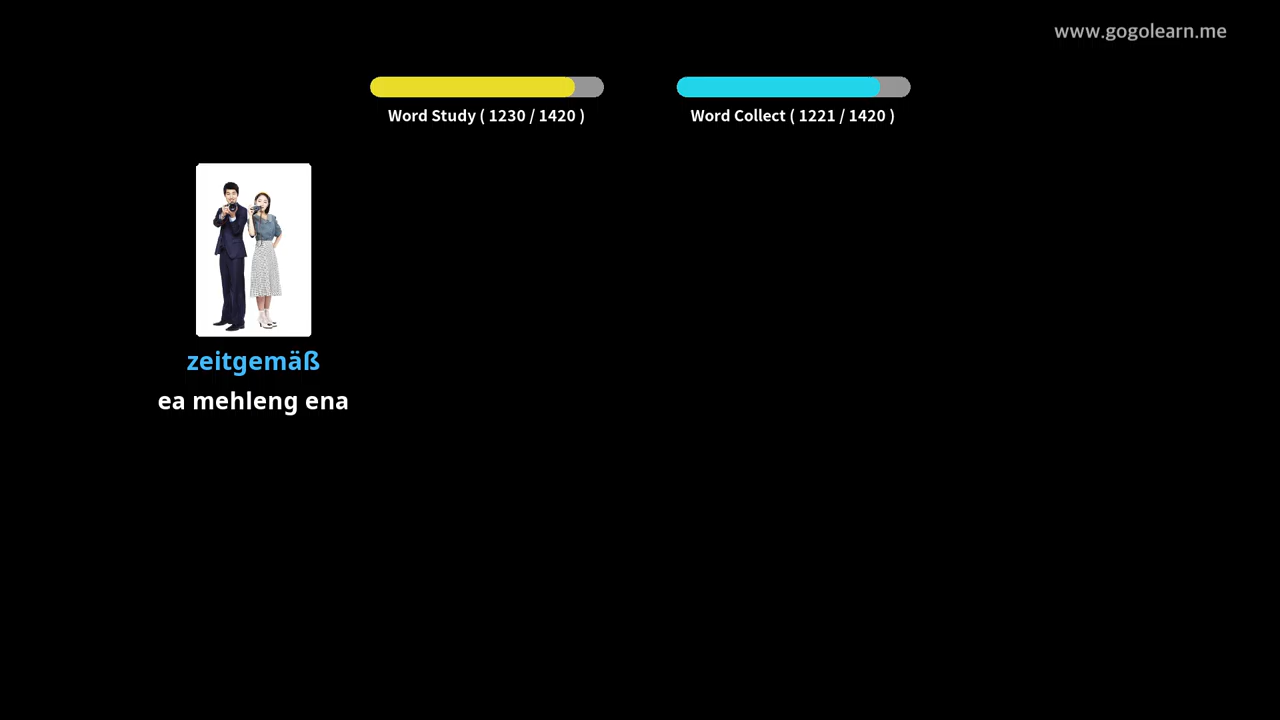 www.gogolearn.me
Word Study ( 1230 / 1420 )
Word Collect ( 1221 / 1420 )
zeitgemäß
ea mehleng ena